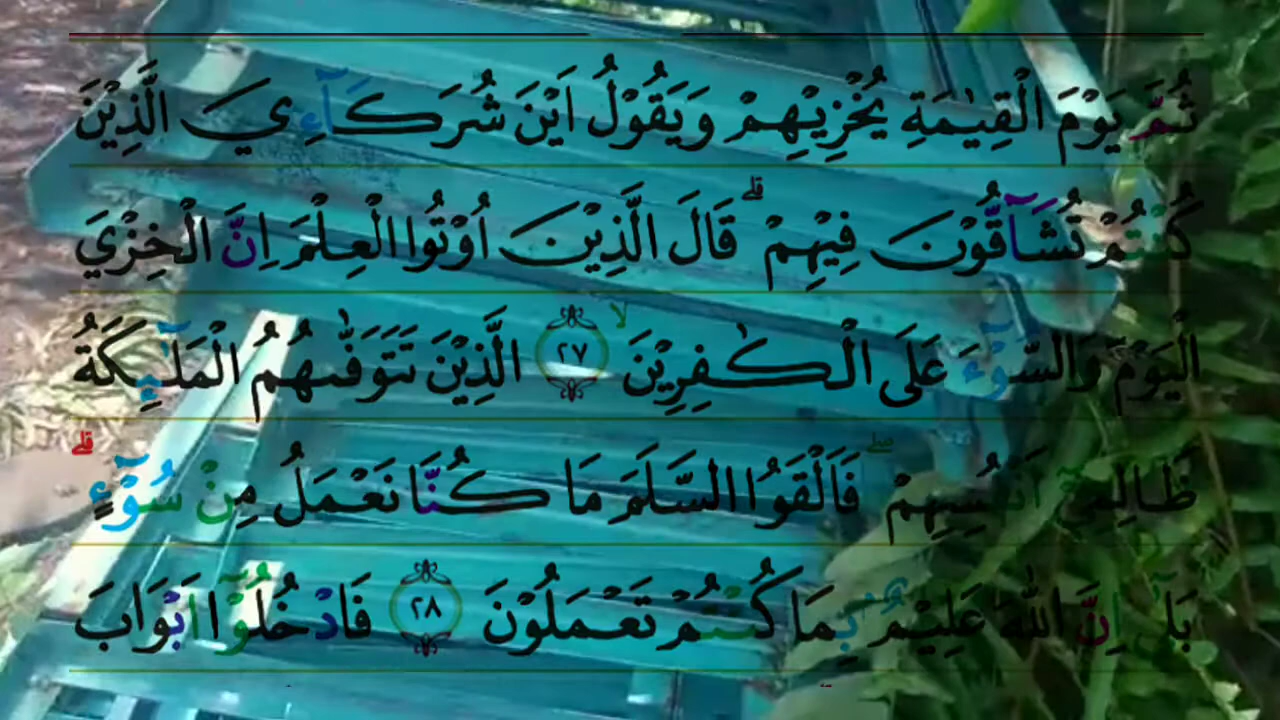 ثُمَّ يَوْمَ الْقِيٰمَةِ يُخْزِيْهِمْ وَيَقُوْلُ اَيْنَ شُرَكَآءِيَ الَّذِيْنَ
كُنْتُمْ تُشَآقُّوْنَ فِيْهِمْ ؕ قَالَ الَّذِيْنَ اُوْتُوا الْعِلْمَ اِنَّ الْخِزْيَ
الْيَوْمَ وَالسُّوْٓءَ عَلَى الْكٰفِرِيْنَ ۙ ﴿٢٧﴾ الَّذِيْنَ تَتَوَفّٰىهُمُ الْمَلٰٓئِكَةُ
ظَالِمِيْۤ اَنْفُسِهِمْ ۖ فَاَلْقَوُا السَّلَمَ مَا كُنَّا نَعْمَلُ مِنْ سُوْٓءٍ ۗ
بَلٰۤى اِنَّ اللّٰهَ عَلِيْمٌۢ بِمَا كُنْتُمْ تَعْمَلُوْنَ ﴿٢٨﴾ فَادْخُلُوْۤا اَبْوَابَ